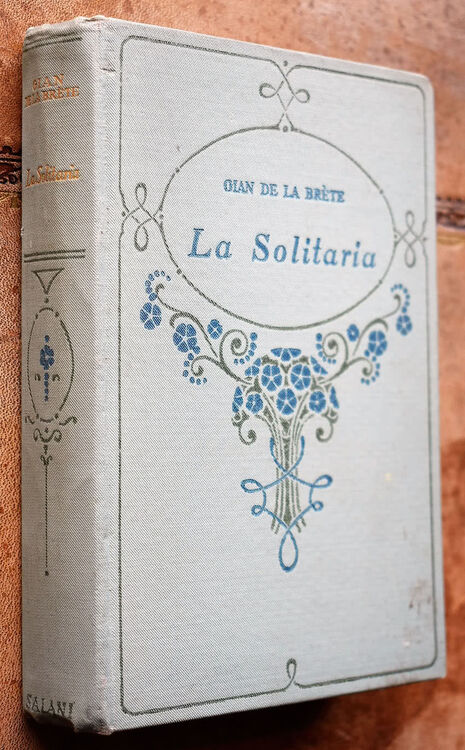 GIAN
DE LA BRÈTE
La Solitaria
SALANI
GIAN DE LA BRÈTE
La Solitaria